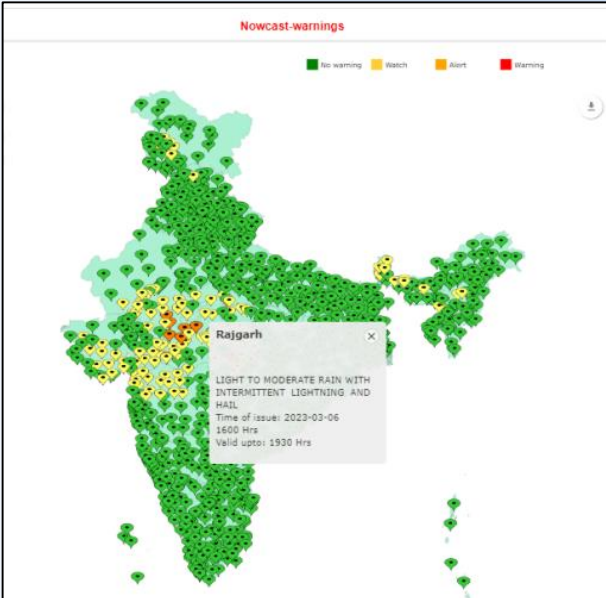 Nowcast-warnings
No warning Watch Alert Warning
Rajgarh
LIGHT TO MODERATE RAIN WITH
INTERMITTENT LIGHTNING AND
HAIL
Time of issue: 2023-03-06
1600 Hrs
Valid upto: 1930 Hrs